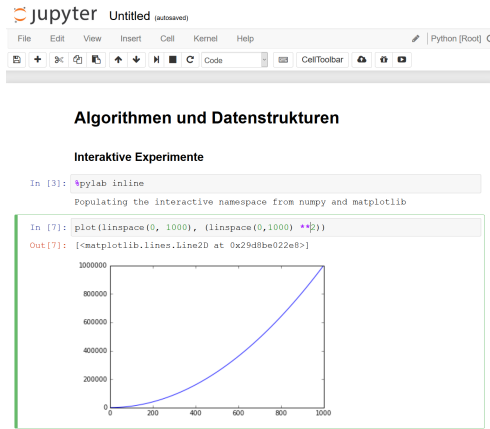 jupyter Untitled (autosaved)
File Edit View Insert Cell Kernel Help
Python [Root]
Code
CellToolbar
Algorithmen und Datenstrukturen
Interaktive Experimente
In [3]: %pylab inline
Populating the interactive namespace from numpy and matplotlib
In [7]: plot(linspace(0, 1000), (linspace(0,1000) **2))
Out[7]: [<matplotlib.lines.Line2D at 0x29d8be022e8>]
1000000
800000
600000
400000
200000
0
0 200 400 600 800 1000